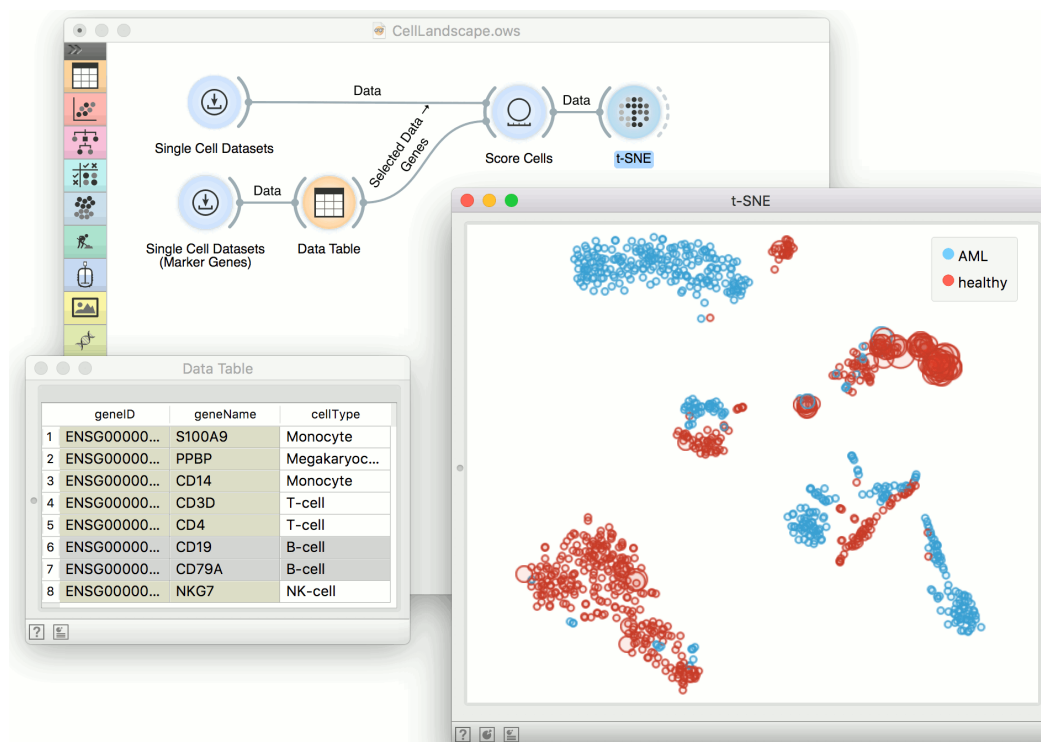 CellLandscape.ows
Data
Single Cell Datasets
Selected Data →
Genes
Data
Score Cells
t-SNE
Data
Single Cell Datasets
(Marker Genes)
Data Table
t-SNE
AML
healthy
Data Table
geneID geneName cellType
1 ENSG00000... S100A9 Monocyte
2 ENSG00000... PPBP Megakaryoc...
3 ENSG00000... CD14 Monocyte
4 ENSG00000... CD3D T-cell
5 ENSG00000... CD4 T-cell
6 ENSG00000... CD19 B-cell
7 ENSG00000... CD79A B-cell
8 ENSG00000... NKG7 NK-cell
?
?